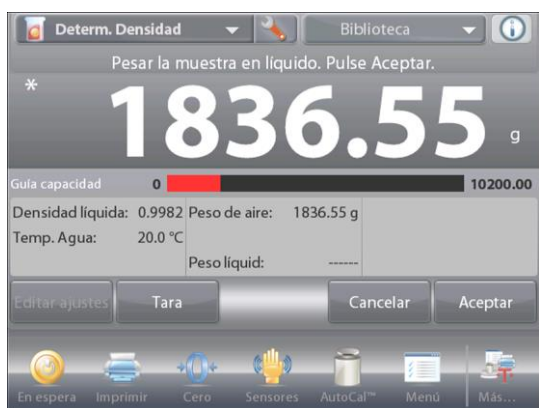 Determ. Densidad Biblioteca
Pesar la muestra en líquido. Pulse Aceptar.
* 1836.55 g
Guía capacidad 0 10200.00
Densidad líquida: 0.9982 Peso de aire: 1836.55 g
Temp. Agua: 20.0 °C
Peso líquid: ------
Editar ajustes Tara Cancelar Aceptar
En espera Imprimir Cero Sensores AutoCal™ Menú Más...